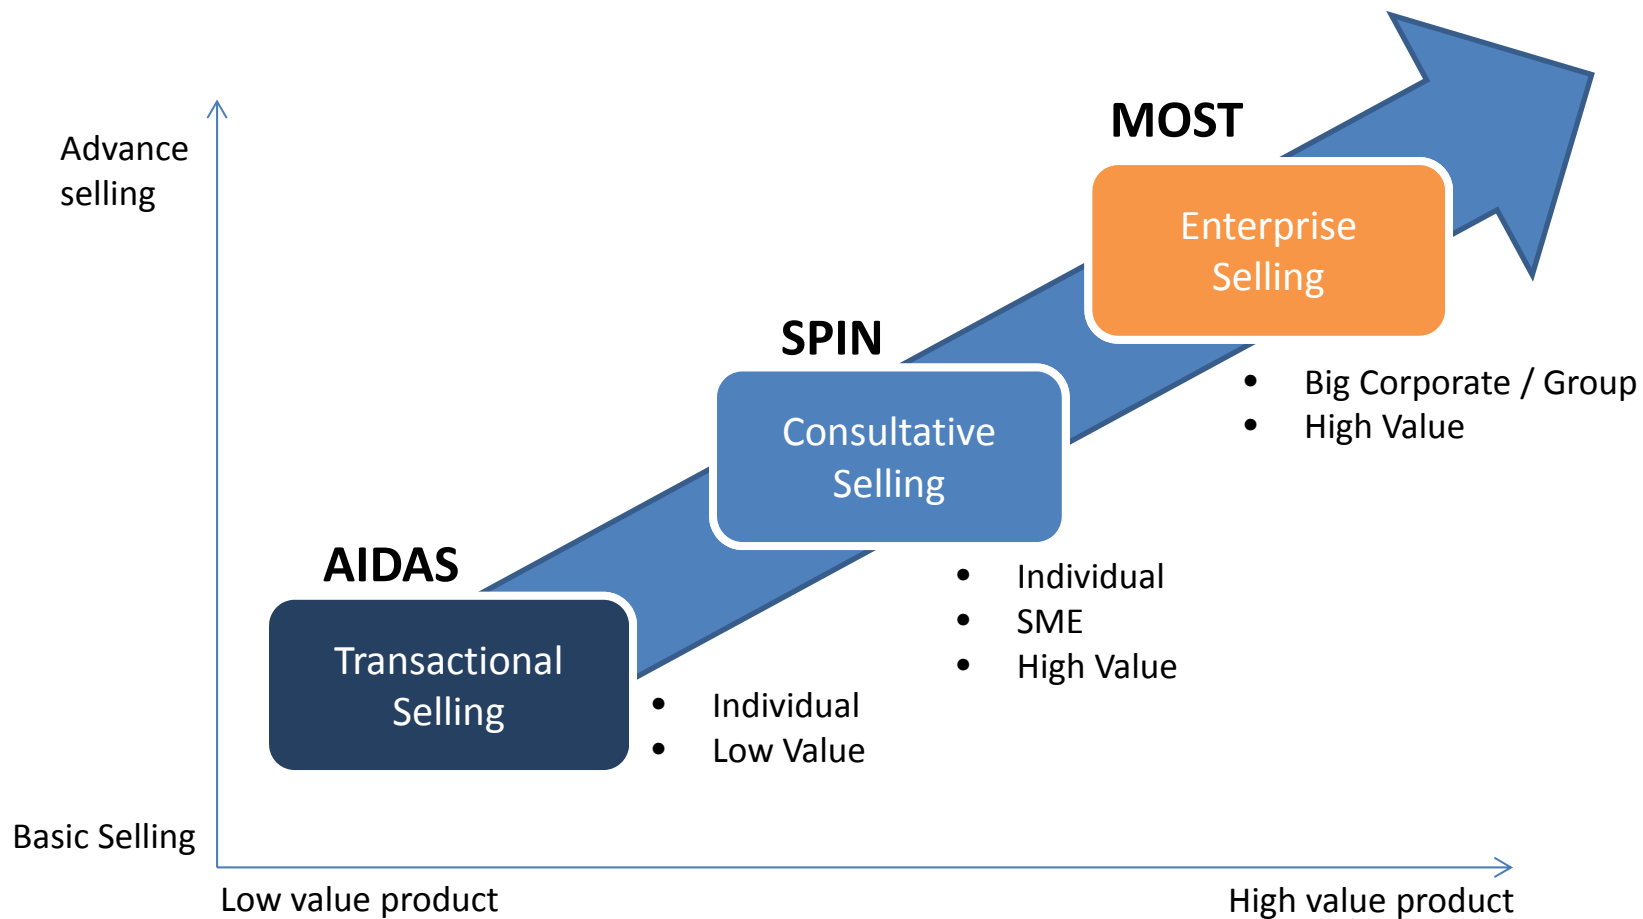 Advance
selling
MOST
Enterprise
Selling
• Big Corporate / Group
• High Value
SPIN
Consultative
Selling
• Individual
• SME
• High Value
AIDAS
Transactional
Selling
• Individual
• Low Value
Basic Selling
Low value product
High value product